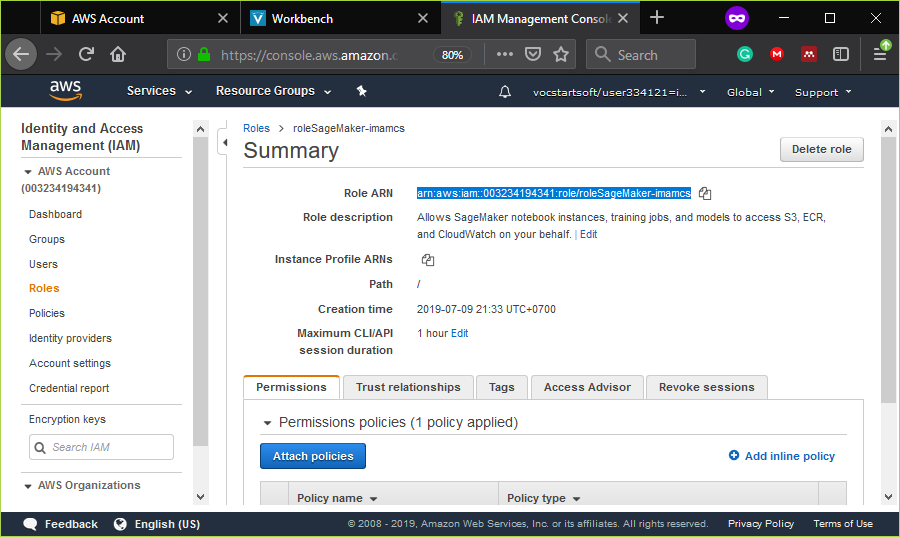 AWS Account
Workbench
IAM Management Consol
https://console.aws.amazon.c
80%
Search
aws
Services
Resource Groups
vocstartsoft/user334121=i...
Global
Support
Identity and Access
Management (IAM)
AWS Account
(003234194341)
Dashboard
Groups
Users
Roles
Policies
Identity providers
Account settings
Credential report
Encryption keys
Search IAM
AWS Organizations
Roles > roleSageMaker-imamcs
Summary
Delete role
Role ARN arn:aws:iam::003234194341:role/roleSageMaker-imamcs
Role description Allows SageMaker notebook instances, training jobs, and models to access S3, ECR,
and CloudWatch on your behalf. | Edit
Instance Profile ARNs
Path /
Creation time 2019-07-09 21:33 UTC+0700
Maximum CLI/API 1 hour Edit
session duration
Permissions Trust relationships Tags Access Advisor Revoke sessions
Permissions policies (1 policy applied)
Attach policies
Add inline policy
Policy name Policy type
Feedback
English (US)
© 2008 - 2019, Amazon Web Services, Inc. or its affiliates. All rights reserved.
Privacy Policy
Terms of Use